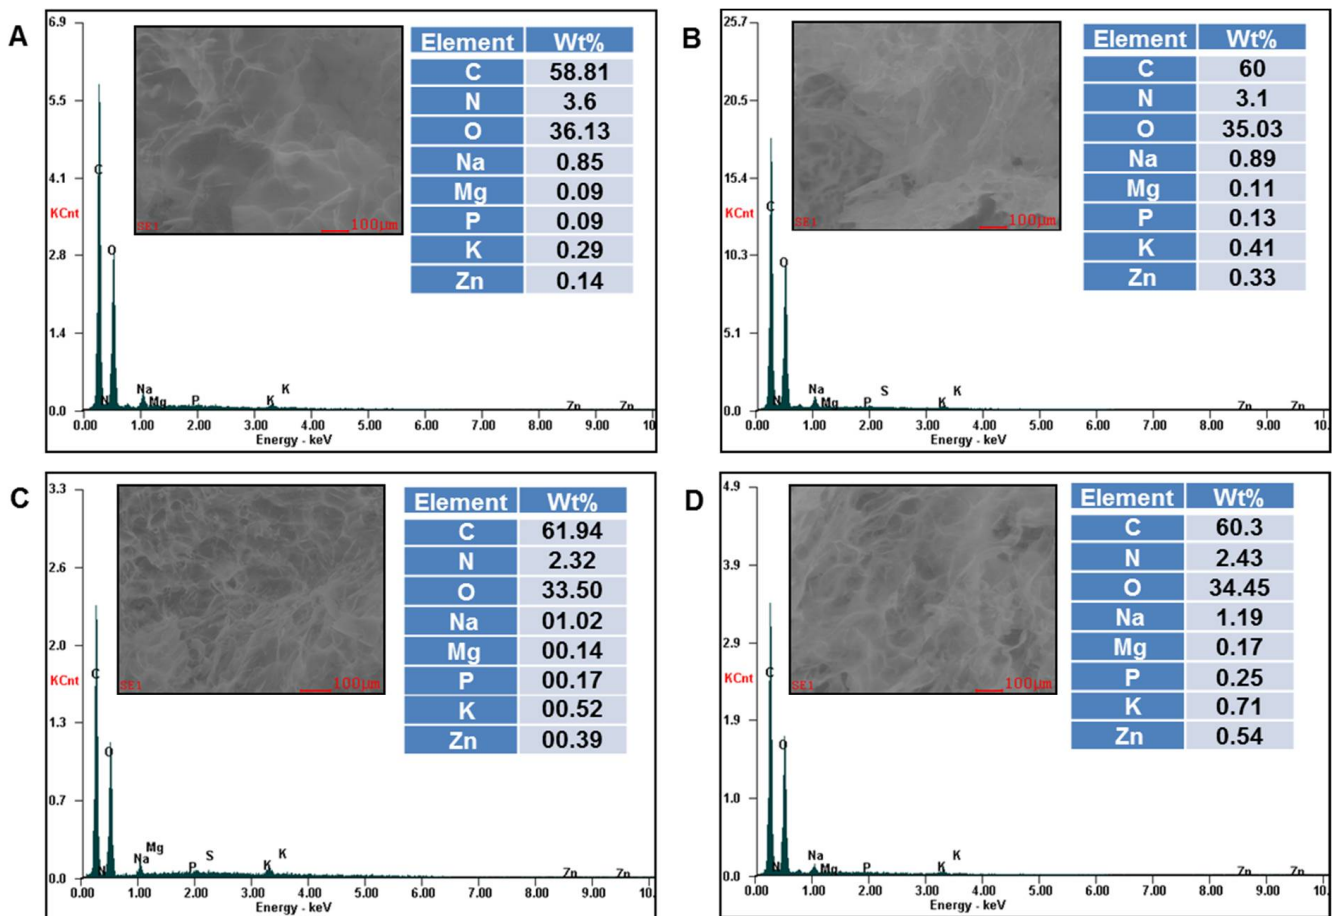 A
6.9
5.5
4.1
KCnt
2.8
1.4
0.0
C
O
N
Na
Mg
P
K
K
Zn
Zn
0.00 1.00 2.00 3.00 4.00 5.00 6.00 7.00 8.00 9.00 10.
Energy - keV
SE1
100µm
Element Wt%
C 58.81
N 3.6
O 36.13
Na 0.85
Mg 0.09
P 0.09
K 0.29
Zn 0.14
B
25.7
20.5
15.4
KCnt
10.3
5.1
0.0
C
O
N
Na
Mg
P
S
K
K
Zn
Zn
0.00 1.00 2.00 3.00 4.00 5.00 6.00 7.00 8.00 9.00 10.
Energy - keV
SE1
100µm
Element Wt%
C 60
N 3.1
O 35.03
Na 0.89
Mg 0.11
P 0.13
K 0.41
Zn 0.33
C
3.3
2.6
2.0
KCnt
1.3
0.7
0.0
C
O
N
Na
Mg
P
S
K
K
Zn
Zn
0.00 1.00 2.00 3.00 4.00 5.00 6.00 7.00 8.00 9.00 10.
Energy - keV
SE1
100µm
Element Wt%
C 61.94
N 2.32
O 33.50
Na 01.02
Mg 00.14
P 00.17
K 00.52
Zn 00.39
D
4.9
3.9
2.9
KCnt
1.9
1.0
0.0
C
O
N
Na
Mg
P
K
K
Zn
Zn
0.00 1.00 2.00 3.00 4.00 5.00 6.00 7.00 8.00 9.00 10.
Energy - keV
SE1
100µm
Element Wt%
C 60.3
N 2.43
O 34.45
Na 1.19
Mg 0.17
P 0.25
K 0.71
Zn 0.54